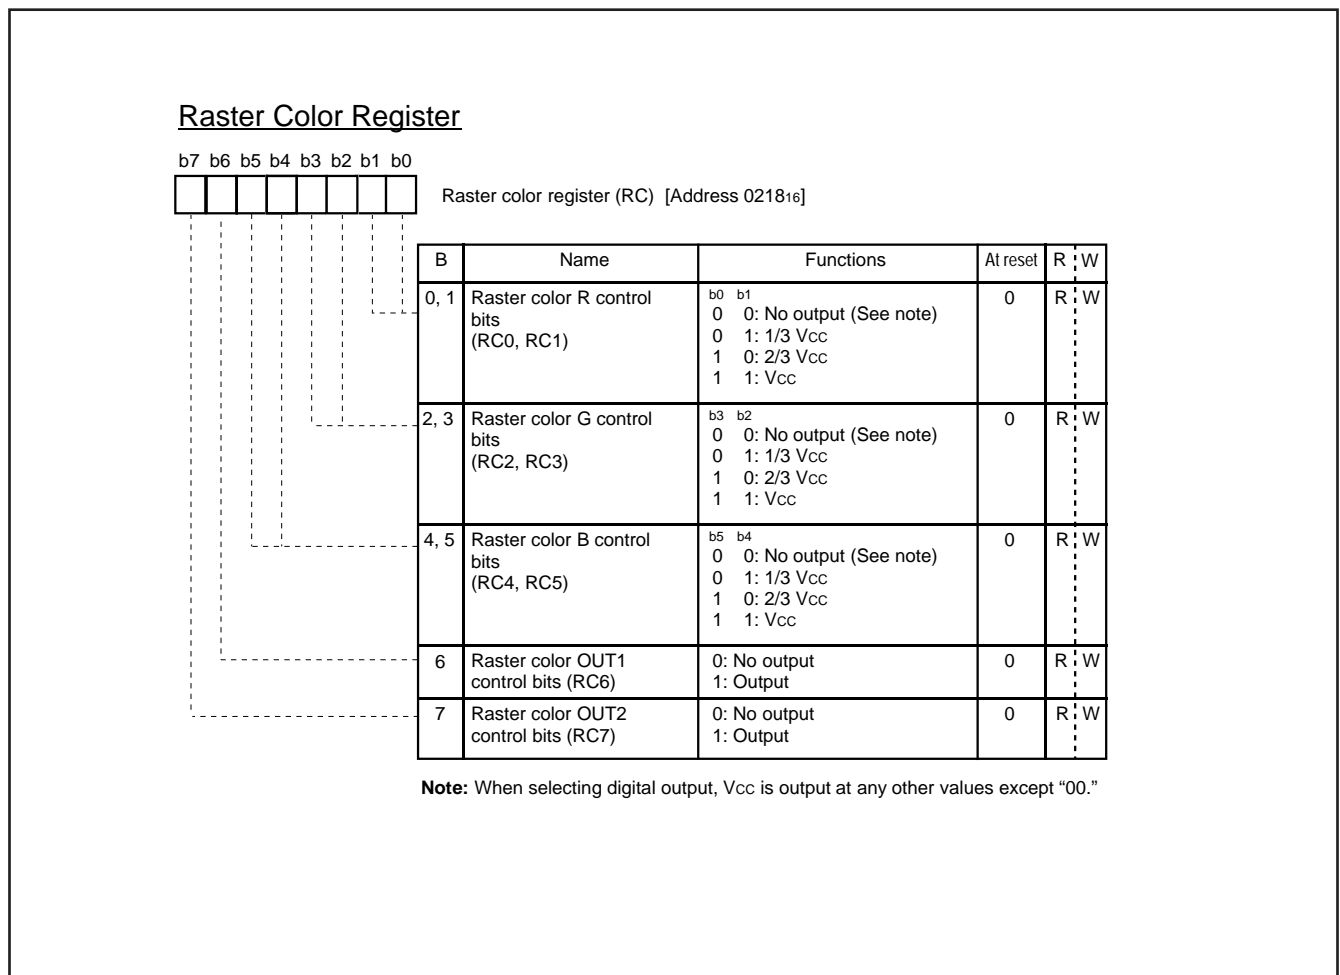 Raster Color Register
b7 b6 b5 b4 b3 b2 b1 b0
Raster color register (RC) [Address 021816]
B Name Functions At reset R W
0, 1 Raster color R control bits (RC0, RC1)
b0 b1
0 0: No output (See note)
0 1: 1/3 VCC
1 0: 2/3 VCC
1 1: VCC
0 R W
2, 3 Raster color G control bits (RC2, RC3)
b3 b2
0 0: No output (See note)
0 1: 1/3 VCC
1 0: 2/3 VCC
1 1: VCC
0 R W
4, 5 Raster color B control bits (RC4, RC5)
b5 b4
0 0: No output (See note)
0 1: 1/3 VCC
1 0: 2/3 VCC
1 1: VCC
0 R W
6 Raster color OUT1 control bits (RC6)
0: No output
1: Output
0 R W
7 Raster color OUT2 control bits (RC7)
0: No output
1: Output
0 R W
Note: When selecting digital output, VCC is output at any other values except “00.”